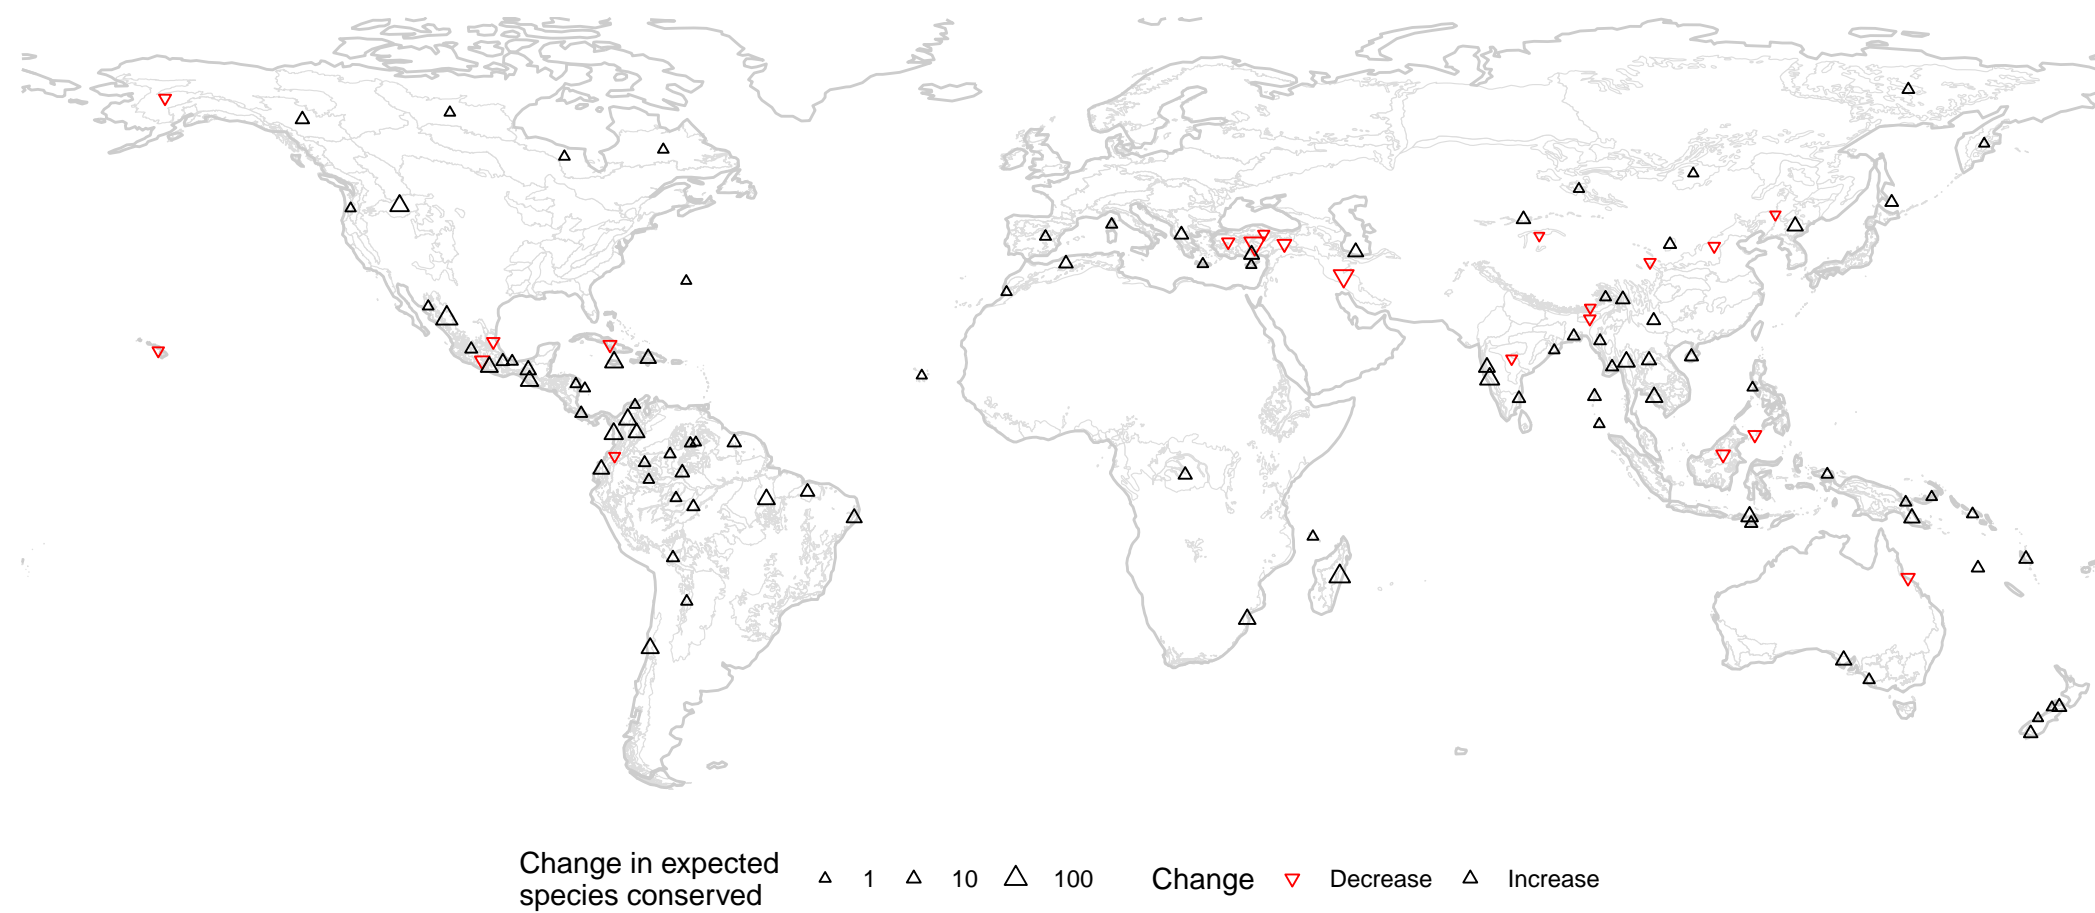 Change in expected
species conserved
1
10
100
Change
Decrease
Increase